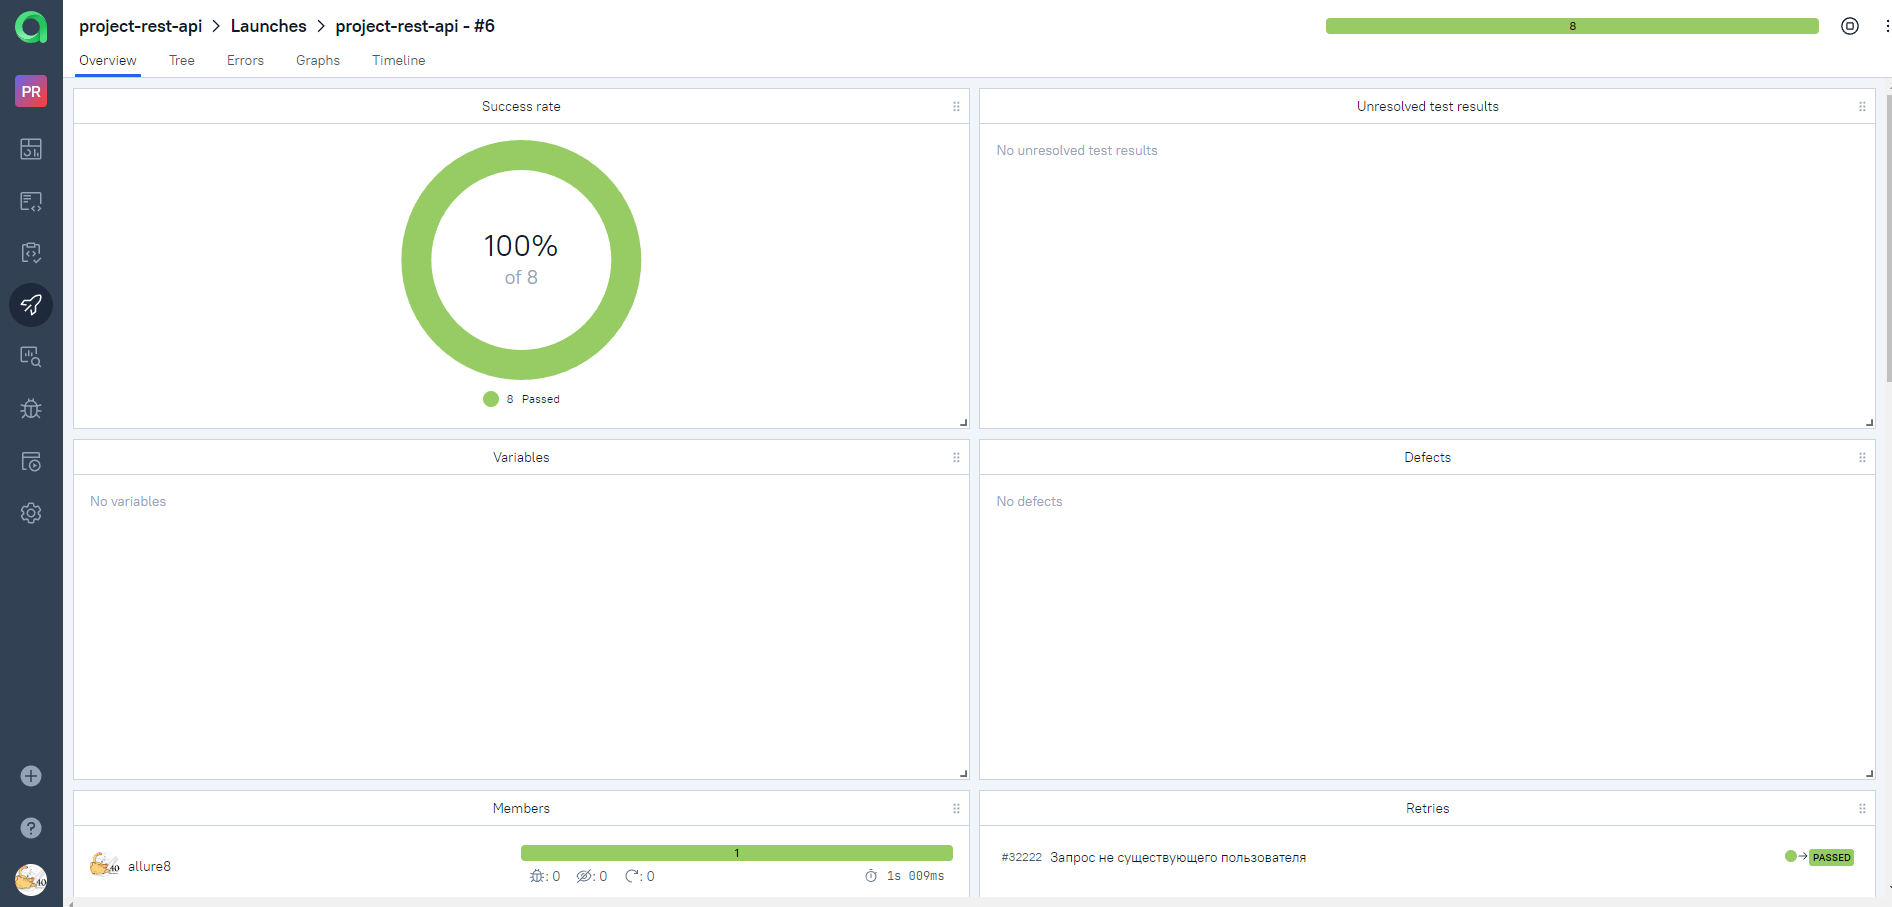 project-rest-api > Launches > project-rest-api - #6
8
Overview Tree Errors Graphs Timeline
PR
Success rate
100%
of 8
8 Passed
Unresolved test results
No unresolved test results
Variables
No variables
Defects
No defects
Members
allure8
1
: 0 : 0 : 0
1s 009ms
Retries
#32222 Запрос не существующего пользователя
PASSED